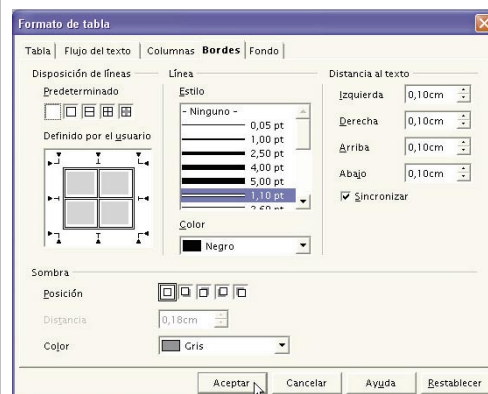 Formato de tabla
Tabla Flujo del texto Columnas Bordes Fondo
Disposición de líneas
Predeterminado
Definido por el usuario
Línea
Estilo
- Ninguno -
0,05 pt
1,00 pt
2,50 pt
4,00 pt
5,00 pt
1,10 pt
2,60 pt
Color
Negro
Distancia al texto
Izquierda 0,10cm
Derecha 0,10cm
Arriba 0,10cm
Abajo 0,10cm
Sincronizar
Sombra
Posición
Distancia 0,18cm
Color Gris
Aceptar Cancelar Ayuda Restablecer